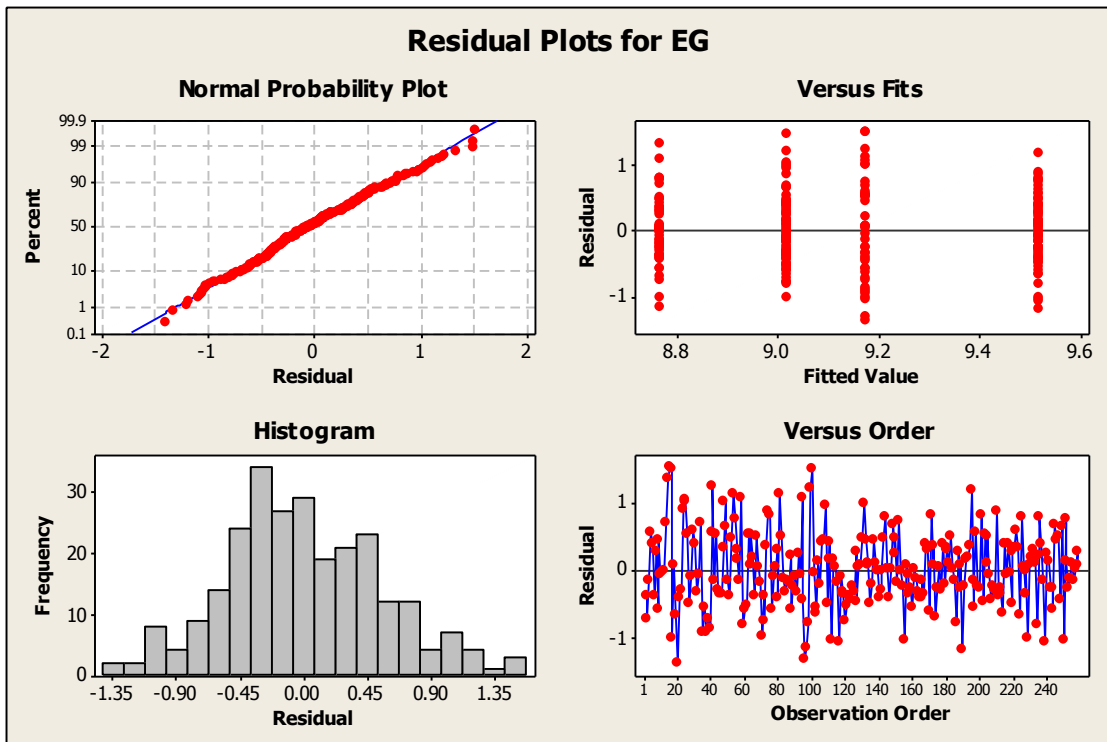 Residual Plots for EG
Normal Probability Plot
99.9
99
90
50
10
1
0.1
Percent
-2 -1 0 1 2
Residual
Versus Fits
1
0
-1
Residual
8.8 9.0 9.2 9.4 9.6
Fitted Value
Histogram
30
20
10
0
Frequency
-1.35 -0.90 -0.45 0.00 0.45 0.90 1.35
Residual
Versus Order
1
0
-1
Residual
1 20 40 60 80 100 120 140 160 180 200 220 240
Observation Order